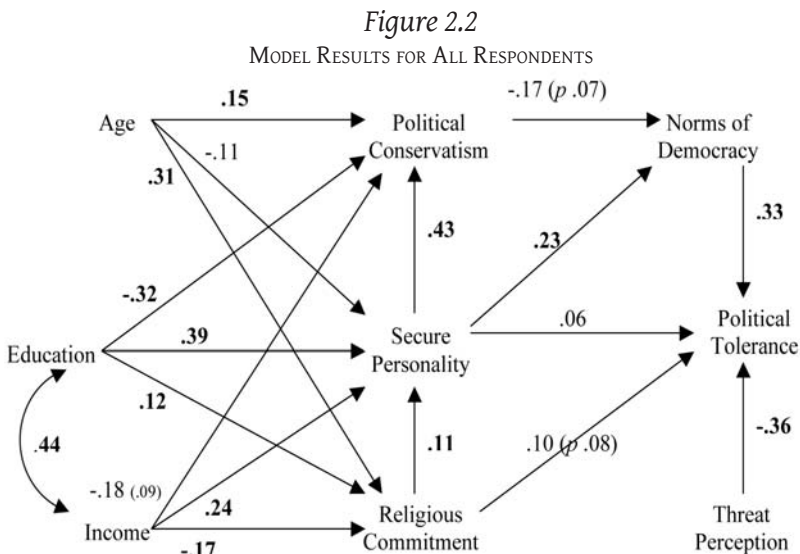 Figure 2.2
MODEL RESULTS FOR ALL RESPONDENTS
.15
-.17 (p .07)
Age
Political
Conservatism
Norms of
Democracy
-.11
.31
.43
.23
.33
-.32
.39
Education
Secure
Personality
.06
Political
Tolerance
.12
.44
.11
.10 (p .08)
-.36
-.18 (.09)
.24
Income
-.17
Religious
Commitment
Threat
Perception